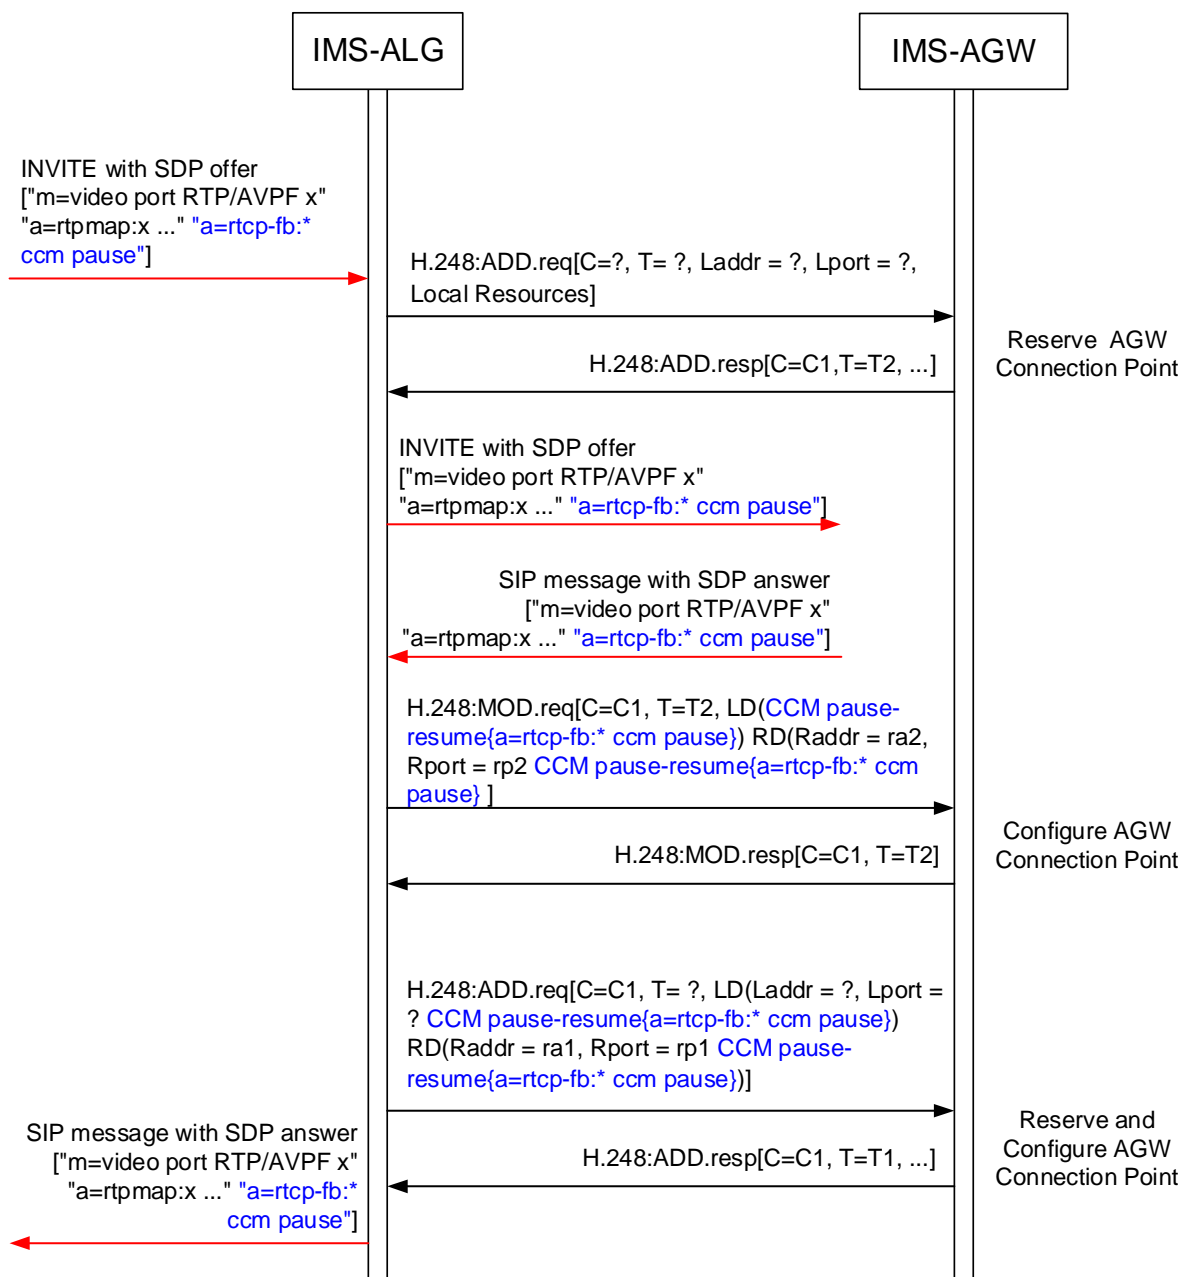 IMS-ALG
IMS-AGW
INVITE with SDP offer
["m=video port RTP/AVPF x"
"a=rtpmap:x ..." "a=rtcp-fb:*
ccm pause"]
H.248:ADD.req[C=?, T= ?, Laddr = ?, Lport = ?,
Local Resources]
Reserve AGW
Connection Point
H.248:ADD.resp[C=C1,T=T2, ...]
INVITE with SDP offer
["m=video port RTP/AVPF x"
"a=rtpmap:x ..." "a=rtcp-fb:* ccm pause"]
SIP message with SDP answer
["m=video port RTP/AVPF x"
"a=rtpmap:x ..." "a=rtcp-fb:* ccm pause"]
H.248:MOD.req[C=C1, T=T2, LD(CCM pause-
resume{a=rtcp-fb:* ccm pause}) RD(Raddr = ra2,
Rport = rp2 CCM pause-resume{a=rtcp-fb:* ccm
pause} ]
Configure AGW
Connection Point
H.248:MOD.resp[C=C1, T=T2]
H.248:ADD.req[C=C1, T= ?, LD(Laddr = ?, Lport =
? CCM pause-resume{a=rtcp-fb:* ccm pause})
RD(Raddr = ra1, Rport = rp1 CCM pause-
resume{a=rtcp-fb:* ccm pause})]
Reserve and
Configure AGW
Connection Point
H.248:ADD.resp[C=C1, T=T1, ...]
SIP message with SDP answer
["m=video port RTP/AVPF x"
"a=rtpmap:x ..." "a=rtcp-fb:*
ccm pause"]